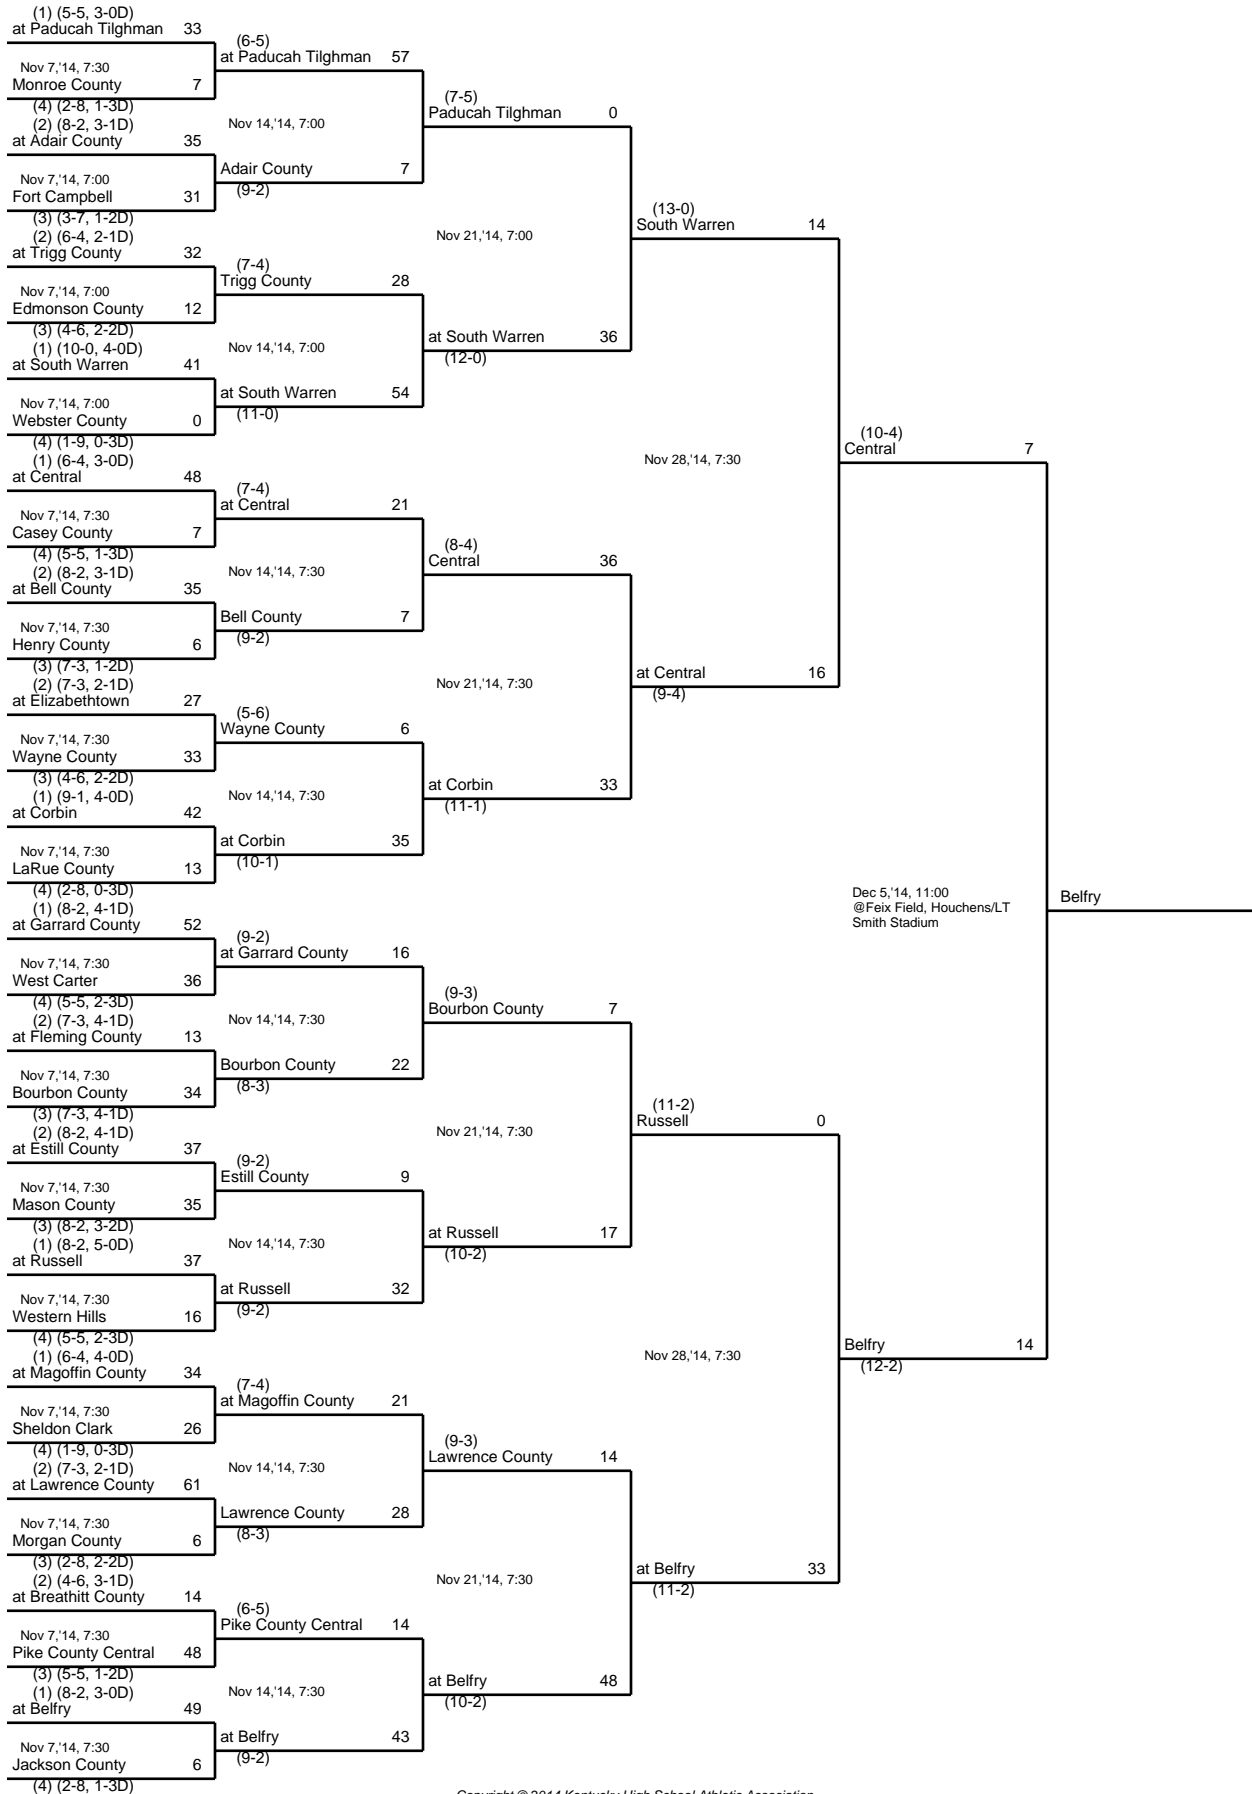 (1) (5-5, 3-0D)
at Paducah Tilghman 33
Nov 7,'14, 7:30
Monroe County 7
(4) (2-8, 1-3D)
(2) (8-2, 3-1D)
at Adair County 35
Nov 7,'14, 7:00
Fort Campbell 31
(3) (3-7, 1-2D)
(2) (6-4, 2-1D)
at Trigg County 32
Nov 7,'14, 7:00
Edmonson County 12
(3) (4-6, 2-2D)
(1) (10-0, 4-0D)
at South Warren 41
Nov 7,'14, 7:00
Webster County 0
(4) (1-9, 0-3D)
(1) (6-4, 3-0D)
at Central 48
Nov 7,'14, 7:30
Casey County 7
(4) (5-5, 1-3D)
(2) (8-2, 3-1D)
at Bell County 35
Nov 7,'14, 7:30
Henry County 6
(3) (7-3, 1-2D)
(2) (7-3, 2-1D)
at Elizabethtown 27
Nov 7,'14, 7:30
Wayne County 33
(3) (4-6, 2-2D)
(1) (9-1, 4-0D)
at Corbin 42
Nov 7,'14, 7:30
LaRue County 13
(4) (2-8, 0-3D)
(1) (8-2, 4-1D)
at Garrard County 52
Nov 7,'14, 7:30
West Carter 36
(4) (5-5, 2-3D)
(2) (7-3, 4-1D)
at Fleming County 13
Nov 7,'14, 7:30
Bourbon County 34
(3) (7-3, 4-1D)
(2) (8-2, 4-1D)
at Estill County 37
Nov 7,'14, 7:30
Mason County 35
(3) (8-2, 3-2D)
(1) (8-2, 5-0D)
at Russell 37
Nov 7,'14, 7:30
Western Hills 16
(4) (5-5, 2-3D)
(1) (6-4, 4-0D)
at Magoffin County 34
Nov 7,'14, 7:30
Sheldon Clark 26
(4) (1-9, 0-3D)
(2) (7-3, 2-1D)
at Lawrence County 61
Nov 7,'14, 7:30
Morgan County 6
(3) (2-8, 2-2D)
(2) (4-6, 3-1D)
at Breathitt County 14
Nov 7,'14, 7:30
Pike County Central 48
(3) (5-5, 1-2D)
(1) (8-2, 3-0D)
at Belfry 49
Nov 7,'14, 7:30
Jackson County 6
(4) (2-8, 1-3D)
(6-5)
at Paducah Tilghman 57
Nov 14,'14, 7:00
Adair County 7
(9-2)
(7-4)
Trigg County 28
Nov 14,'14, 7:00
at South Warren 54
(11-0)
(7-4)
at Central 21
Nov 14,'14, 7:30
Bell County 7
(9-2)
(5-6)
Wayne County 6
Nov 14,'14, 7:30
at Corbin 35
(10-1)
(9-2)
at Garrard County 16
Nov 14,'14, 7:30
Bourbon County 22
(8-3)
(9-2)
Estill County 9
Nov 14,'14, 7:30
at Russell 32
(9-2)
(7-4)
at Magoffin County 21
Nov 14,'14, 7:30
Lawrence County 28
(8-3)
(6-5)
Pike County Central 14
Nov 14,'14, 7:30
at Belfry 43
(9-2)
(7-5)
Paducah Tilghman 0
Nov 21,'14, 7:00
at South Warren 36
(12-0)
(8-4)
Central 36
Nov 21,'14, 7:30
at Corbin 33
(11-1)
(9-3)
Bourbon County 7
Nov 21,'14, 7:30
at Russell 17
(10-2)
(9-3)
Lawrence County 14
Nov 21,'14, 7:30
at Belfry 48
(10-2)
(13-0)
South Warren 14
Nov 28,'14, 7:30
at Central 16
(9-4)
(11-2)
Russell 0
Nov 28,'14, 7:30
at Belfry 33
(11-2)
(10-4)
Central 7
Dec 5,'14, 11:00
@Feix Field, Houchens/LT
Smith Stadium
Belfry 14
(12-2)
Belfry
Copyright @ 2014 Kentucky High School Athletic Association